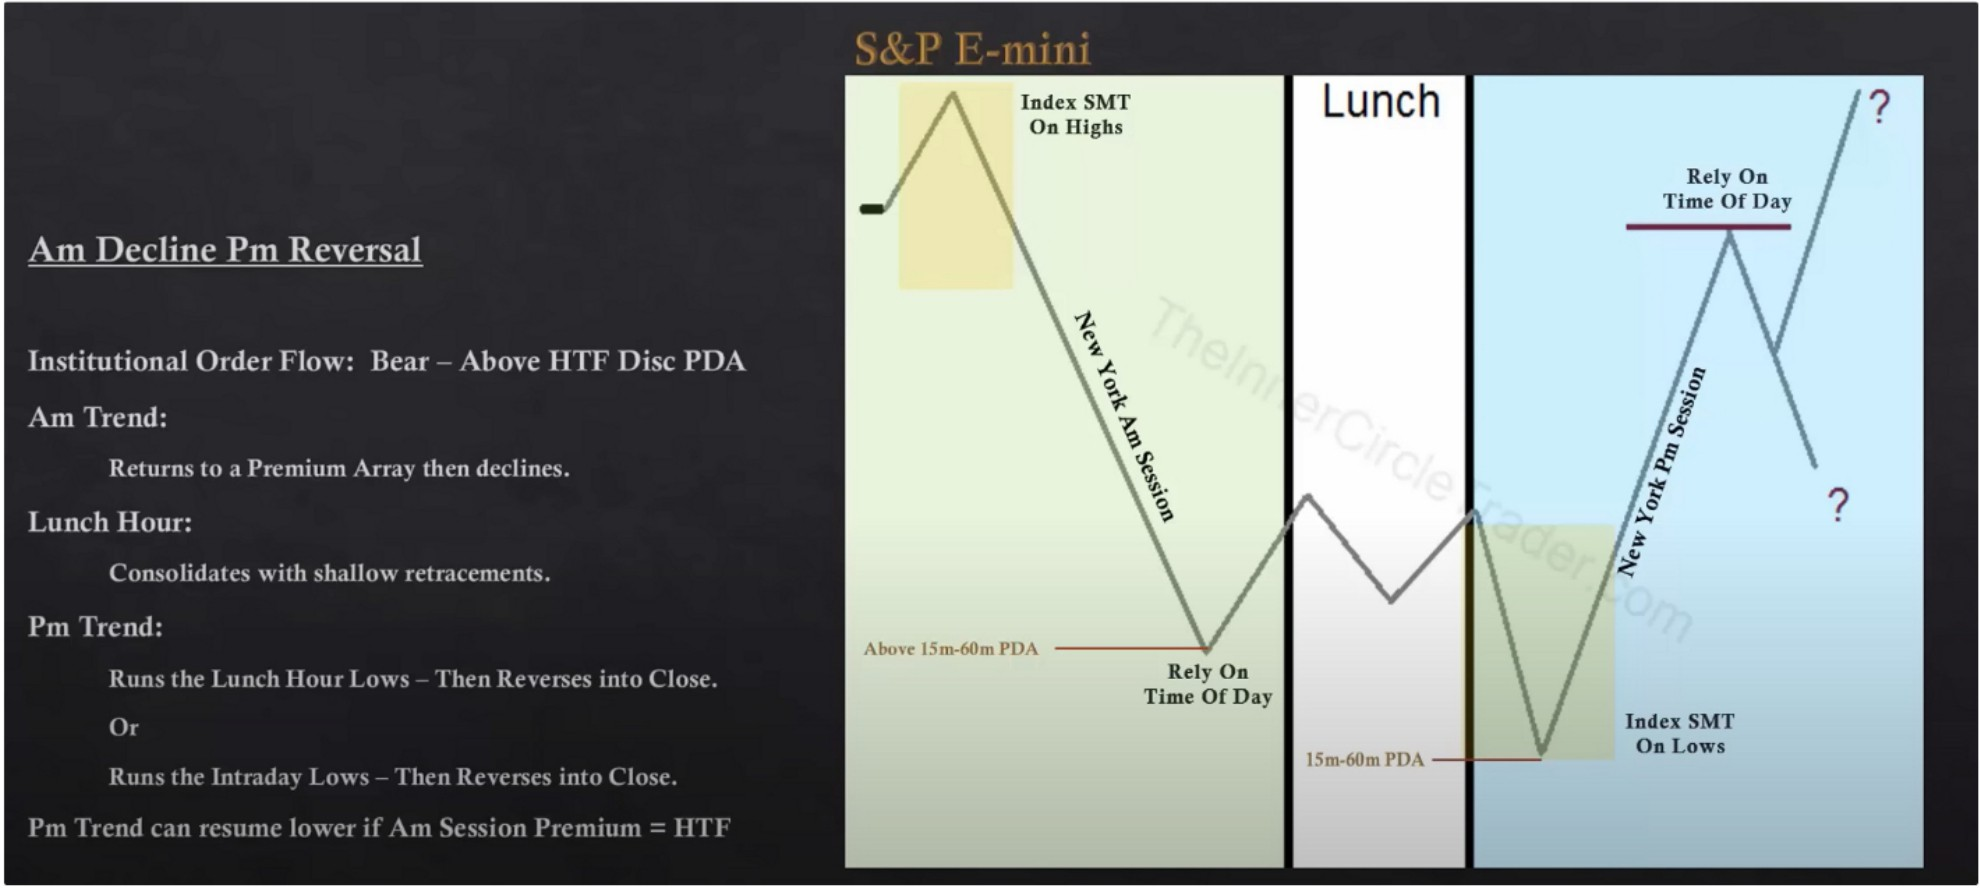 S&P E-mini
Am Decline Pm Reversal
Institutional Order Flow: Bear – Above HTF Disc PDA
Am Trend:
Returns to a Premium Array then declines.
Lunch Hour:
Consolidates with shallow retracements.
Pm Trend:
Runs the Lunch Hour Lows – Then Reverses into Close.
Or
Runs the Intraday Lows – Then Reverses into Close.
Pm Trend can resume lower if Am Session Premium = HTF
Index SMT
On Highs
New York Am Session
Above 15m-60m PDA
Rely On
Time Of Day
Lunch
15m-60m PDA
Rely On
Time Of Day
?
?
New York Pm Session
Index SMT
On Lows
TheInnerCircleTrader.com